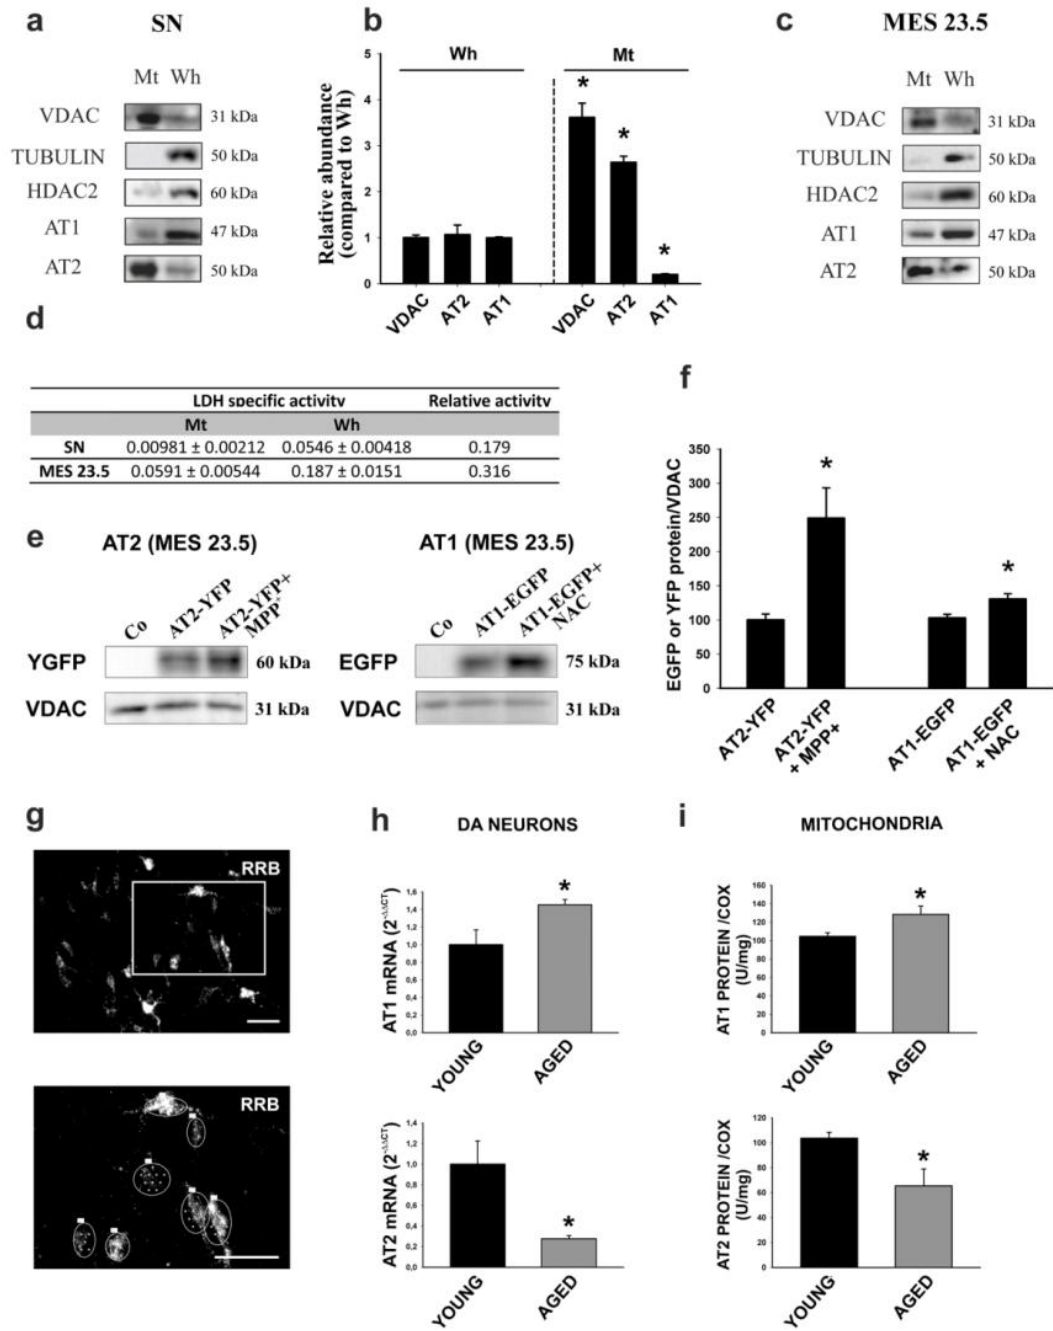 a SN
Mt Wh
VDAC 31 kDa
TUBULIN 50 kDa
HDAC2 60 kDa
AT1 47 kDa
AT2 50 kDa
b
Wh Mt
Relative abundance
(compared to Wh)
5
4
3
2
1
0
* * *
VDAC AT2 AT1 VDAC AT2 AT1
c MES 23.5
Mt Wh
VDAC 31 kDa
TUBULIN 50 kDa
HDAC2 60 kDa
AT1 47 kDa
AT2 50 kDa
d
LDH specific activity Relative activity
Mt Wh
SN 0.00981 ± 0.00212 0.0546 ± 0.00418 0.179
MES 23.5 0.0591 ± 0.00544 0.187 ± 0.0151 0.316
e
AT2 (MES 23.5)
Co AT2-YFP AT2-YFP+
MPP+
YGFP 60 kDa
VDAC 31 kDa
AT1 (MES 23.5)
Co AT1-EGFP AT1-EGFP+
NAC
EGFP 75 kDa
VDAC 31 kDa
f
EGFP or YFP protein/VDAC
350
300
250
200
150
100
50
0
* *
AT2-YFP AT2-YFP
+ MPP+ AT1-EGFP AT1-EGFP
+ NAC
g
RRB
RRB
h DA NEURONS
AT1 mRNA (2-ΔΔCT)
1,6
1,4
1,2
1,0
0,8
0,6
0,4
0,2
0,0
*
YOUNG AGED
AT2 mRNA (2-ΔΔCT)
1,4
1,2
1,0
0,8
0,6
0,4
0,2
0,0
*
YOUNG AGED
i MITOCHONDRIA
AT1 PROTEIN /COX
(U/mg)
160
140
120
100
80
60
40
20
0
*
YOUNG AGED
AT2 PROTEIN /COX
(U/mg)
120
100
80
60
40
20
0
*
YOUNG AGED